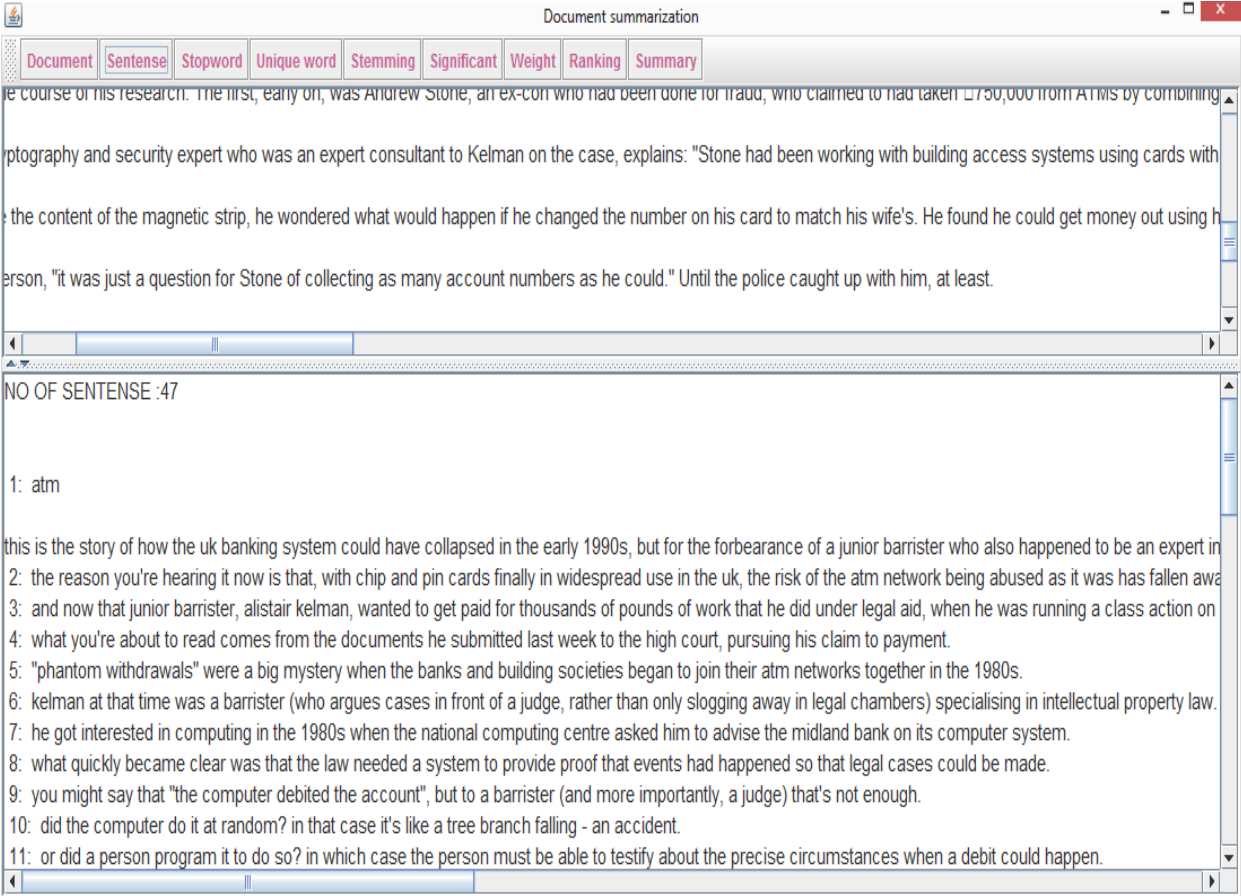 Document summarization
X
Document Sentense Stopword Unique word Stemming Significant Weight Ranking Summary
course of his research. The first, early on, was Andrew Stone, an ex-con who had been done for fraud, who claimed to had taken □750,000 from ATMs by combining
ptography and security expert who was an expert consultant to Kelman on the case, explains: "Stone had been working with building access systems using cards with
the content of the magnetic strip, he wondered what would happen if he changed the number on his card to match his wife's. He found he could get money out using h
erson, "it was just a question for Stone of collecting as many account numbers as he could." Until the police caught up with him, at least.
NO OF SENTENSE :47
1: atm
this is the story of how the uk banking system could have collapsed in the early 1990s, but for the forbearance of a junior barrister who also happened to be an expert in
2: the reason you're hearing it now is that, with chip and pin cards finally in widespread use in the uk, the risk of the atm network being abused as it was has fallen awa
3: and now that junior barrister, alistair kelman, wanted to get paid for thousands of pounds of work that he did under legal aid, when he was running a class action on
4: what you're about to read comes from the documents he submitted last week to the high court, pursuing his claim to payment.
5: "phantom withdrawals" were a big mystery when the banks and building societies began to join their atm networks together in the 1980s.
6: kelman at that time was a barrister (who argues cases in front of a judge, rather than only slogging away in legal chambers) specialising in intellectual property law.
7: he got interested in computing in the 1980s when the national computing centre asked him to advise the midland bank on its computer system.
8: what quickly became clear was that the law needed a system to provide proof that events had happened so that legal cases could be made.
9: you might say that "the computer debited the account", but to a barrister (and more importantly, a judge) that's not enough.
10: did the computer do it at random? in that case it's like a tree branch falling - an accident.
11: or did a person program it to do so? in which case the person must be able to testify about the precise circumstances when a debit could happen.